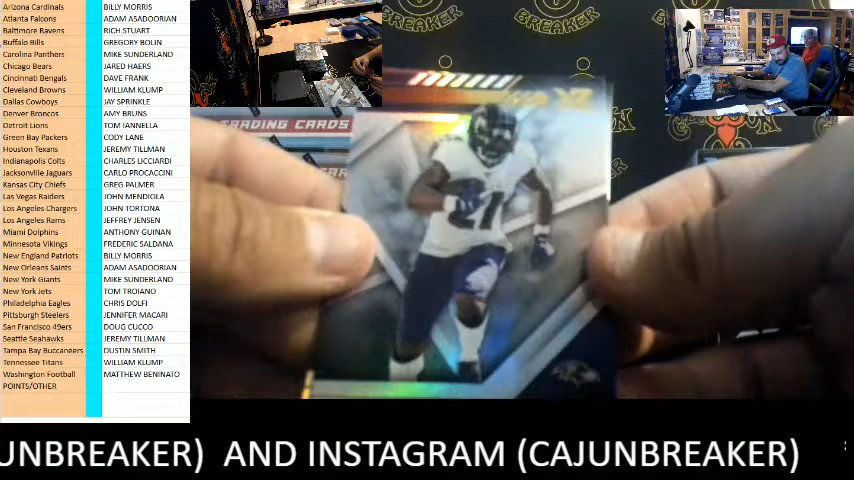 Arizona Cardinals BILLY MORRIS
Atlanta Falcons ADAM ASADOORIAN
Baltimore Ravens RICH STUART
Buffalo Bills GREGORY BOLIN
Carolina Panthers MIKE SUNDERLAND
Chicago Bears JARED HAERS
Cincinnati Bengals DAVE FRANK
Cleveland Browns WILLIAM KLUMP
Dallas Cowboys JAY SPRINKLE
Denver Broncos AMY BRUNS
Detroit Lions TOM IANNELLA
Green Bay Packers CODY LANE
Houston Texans JEREMY TILLMAN
Indianapolis Colts CHARLES LICCIARDI
Jacksonville Jaguars CARLO PROCACCINI
Kansas City Chiefs GREG PALMER
Las Vegas Raiders JOHN MENDIOLA
Los Angeles Chargers JOHN TORTONA
Los Angeles Rams JEFFREY JENSEN
Miami Dolphins ANTHONY GUINAN
Minnesota Vikings FREDERIC SALDANA
New England Patriots BILLY MORRIS
New Orleans Saints ADAM ASADOORIAN
New York Giants MIKE SUNDERLAND
New York Jets TOM TROIANO
Philadelphia Eagles CHRIS DOLFI
Pittsburgh Steelers JENNIFER MACARI
San Francisco 49ers DOUG CUCCO
Seattle Seahawks JEREMY TILLMAN
Tampa Bay Buccaneers DUSTIN SMITH
Tennessee Titans WILLIAM KLUMP
Washington Football MATTHEW BENINATO
POINTS/OTHER
BREAKER
BREAKER
TRADING CARDS
21
UNBREAKER) AND INSTAGRAM (CAJUNBREAKER)